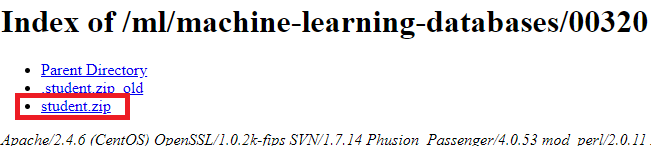 Index of /ml/machine-learning-databases/00320
Parent Directory
.student.zip_old
student.zip
Apache/2.4.6 (CentOS) OpenSSL/1.0.2k-fips SVN/1.7.14 Phusion_Passenger/4.0.53 mod_perl/2.0.11